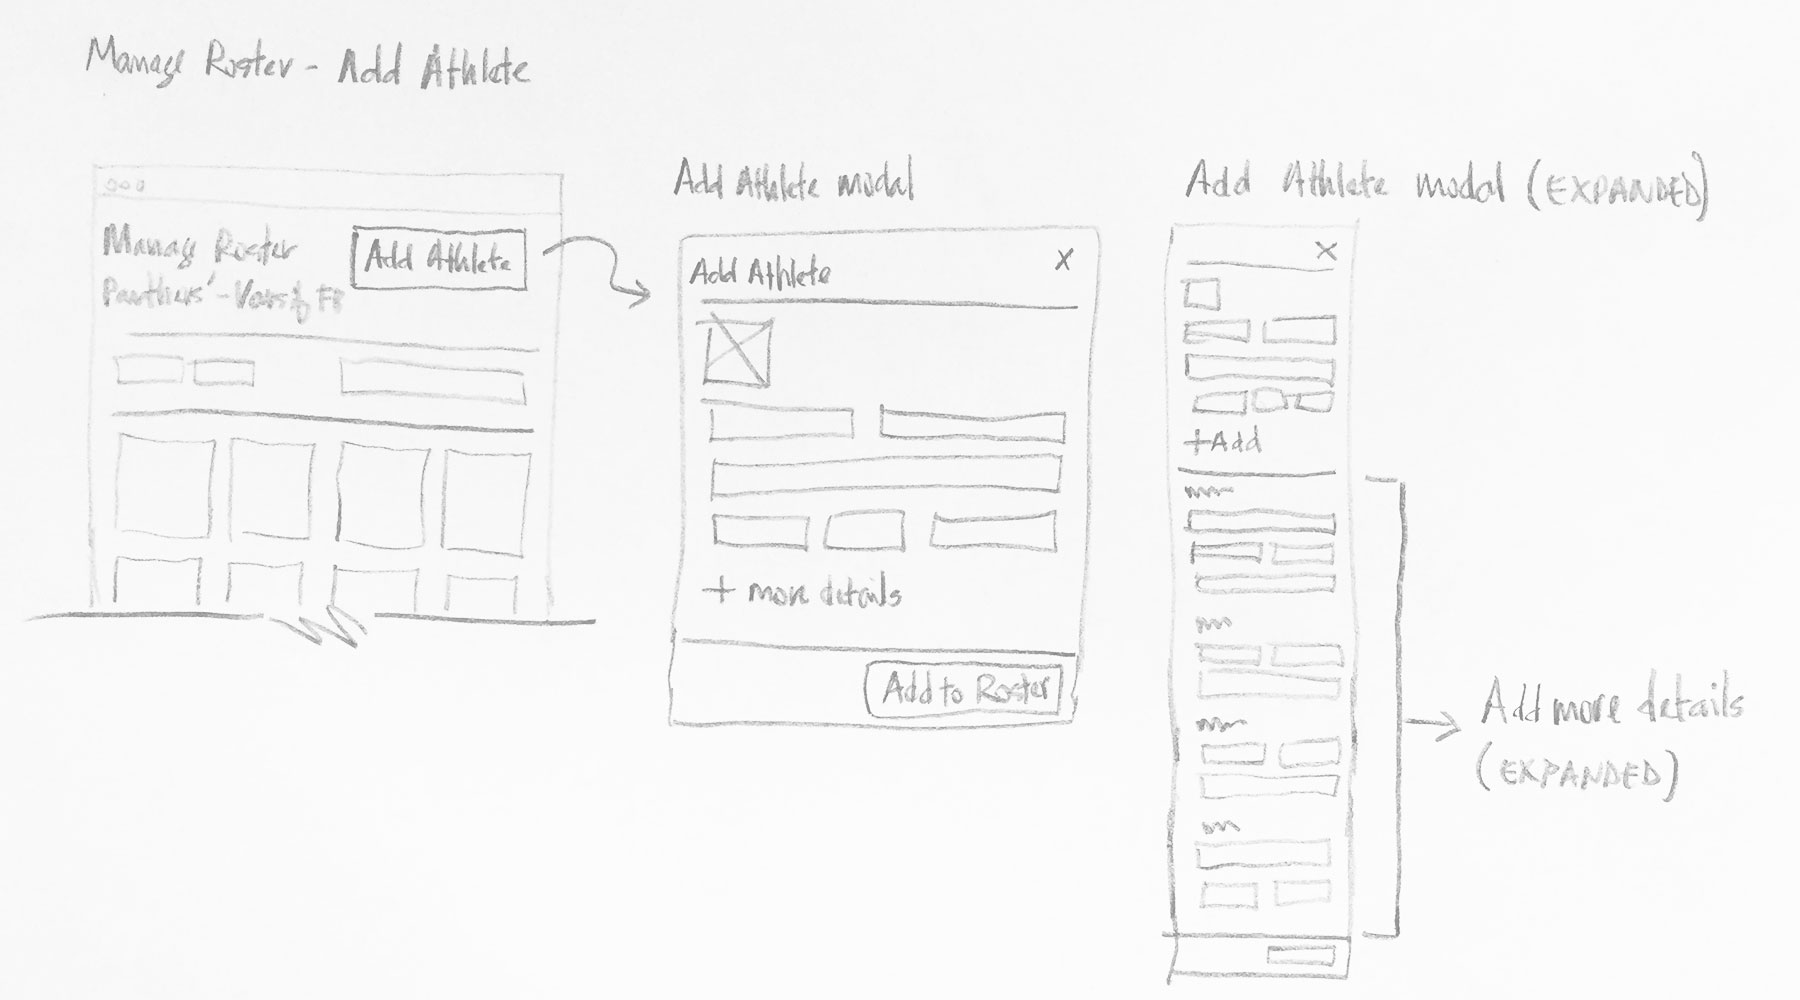 Manage Roster - Add Athlete
Manage Roster
Panthers' - Varsity FB
Add Athlete
Add Athlete modal
Add Athlete
X
+ more details
Add to Roster
Add Athlete modal (EXPANDED)
X
+Add
Add more details
(EXPANDED)